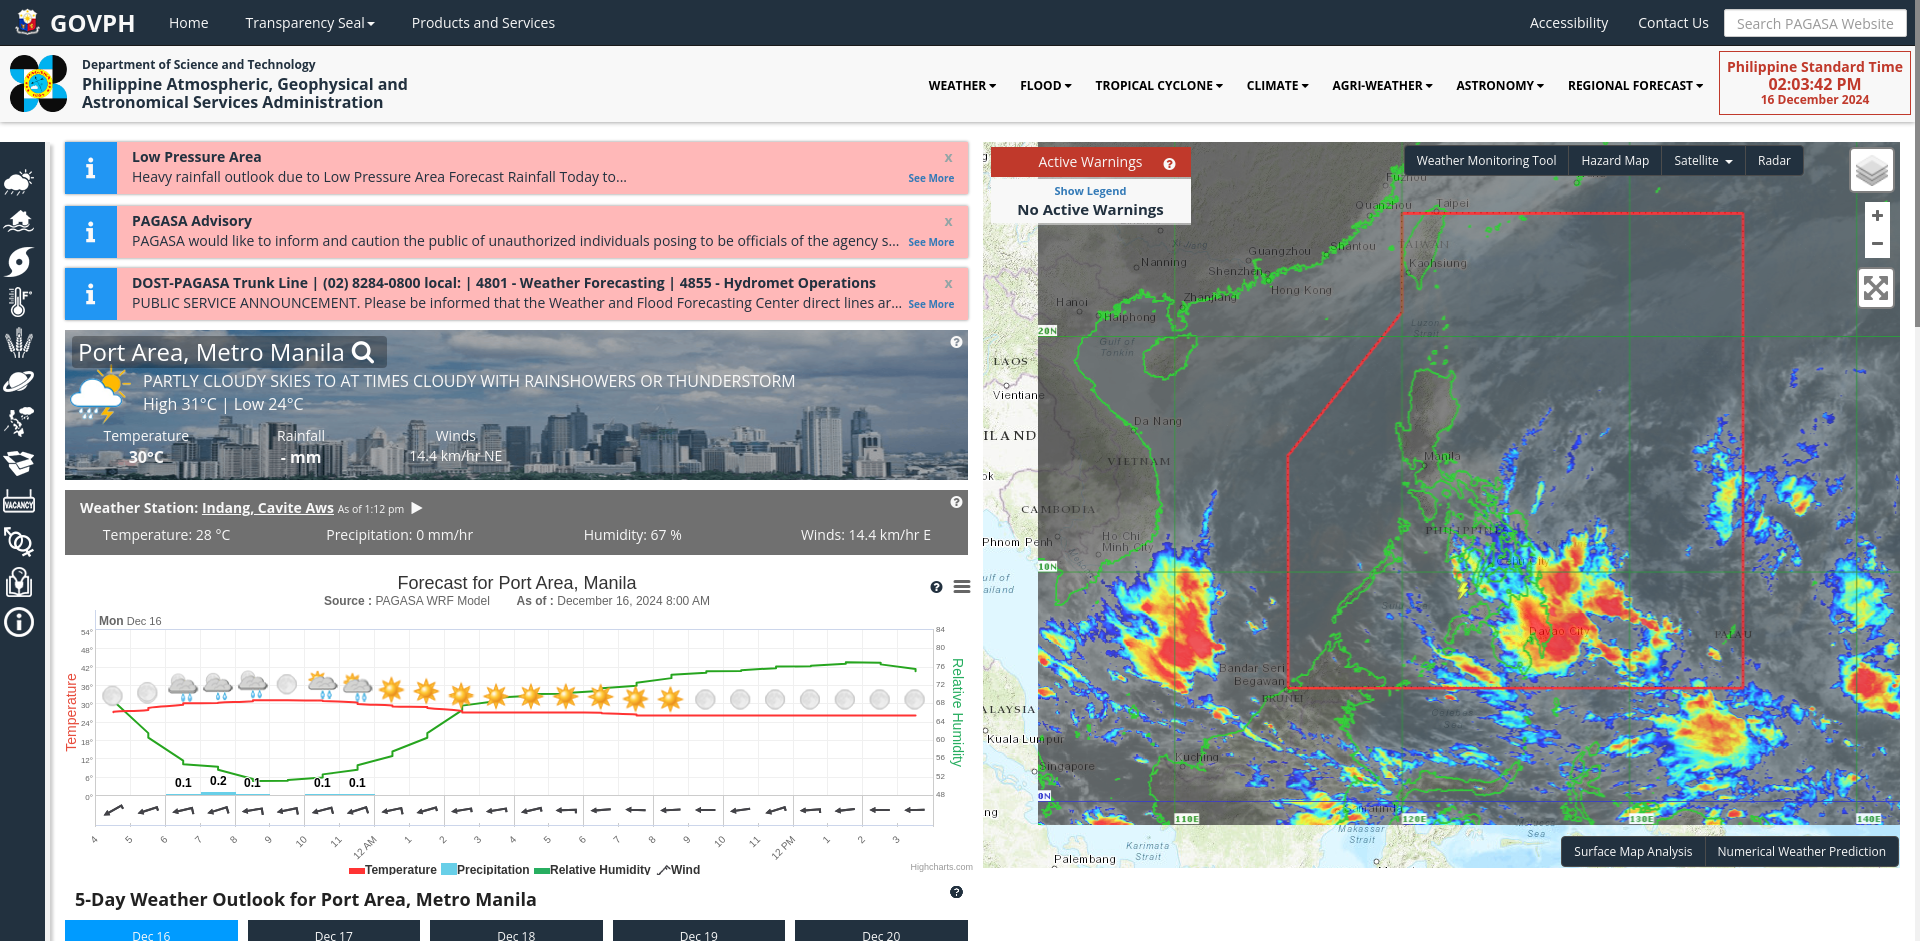 GOVPH
Home
Transparency Seal
Products and Services
Accessibility
Contact Us
Search PAGASA Website
Department of Science and Technology
Philippine Atmospheric, Geophysical and
Astronomical Services Administration
WEATHER
FLOOD
TROPICAL CYCLONE
CLIMATE
AGRI-WEATHER
ASTRONOMY
REGIONAL FORECAST
Philippine Standard Time
02:03:42 PM
16 December 2024
VACANCY
Low Pressure Area
x
Heavy rainfall outlook due to Low Pressure Area Forecast Rainfall Today to...
See More
PAGASA Advisory
x
PAGASA would like to inform and caution the public of unauthorized individuals posing to be officials of the agency s...
See More
DOST-PAGASA Trunk Line | (02) 8284-0800 local: | 4801 - Weather Forecasting | 4855 - Hydromet Operations
x
PUBLIC SERVICE ANNOUNCEMENT. Please be informed that the Weather and Flood Forecasting Center direct lines ar...
See More
Port Area, Metro Manila
PARTLY CLOUDY SKIES TO AT TIMES CLOUDY WITH RAINSHOWERS OR THUNDERSTORM
High 31°C | Low 24°C
Temperature
Rainfall
Winds
30°C
- mm
14.4 km/hr NE
Weather Station: Indang, Cavite Aws As of 1:12 pm
Temperature: 28 °C
Precipitation: 0 mm/hr
Humidity: 67 %
Winds: 14.4 km/hr E
Forecast for Port Area, Manila
Source : PAGASA WRF Model As of : December 16, 2024 8:00 AM
Mon Dec 16
Temperature
54°
48°
42°
36°
30°
24°
18°
12°
6°
0°
0.1
0.2
0.1
0.1
0.1
84
80
76
72
68
64
60
56
52
48
Relative Humidity
4
5
6
7
8
9
10
11
12 AM
1
2
3
4
5
6
7
8
9
10
11
12 PM
1
2
3
Temperature
Precipitation
Relative Humidity
Wind
Highcharts.com
5-Day Weather Outlook for Port Area, Metro Manila
Dec 16
Dec 17
Dec 18
Dec 19
Dec 20
Active Warnings
Show Legend
No Active Warnings
Weather Monitoring Tool
Hazard Map
Satellite
Radar
+
−
Fuzhou
Quanzhou
Taipei
TAIWAN
Kaohsiung
Guangzhou
Shantou
Nanning
Shenzhen
Hong Kong
Hanoi
Zhanjiang
Haiphong
Gulf of
Tonkin
Luzon
Strait
20N
LAOS
Vientiane
Da Nang
ILAND
VIETNAM
Manila
ok
CAMBODIA
PHILIPPINE
Phnom Penh
Ho Chi
Minh City
10N
ulf of
ailand
Davao City
PALAU
Bandar Seri
Begawan
BRUNEI
ALAYSIA
Kuala Lumpur
Kuching
Singapore
0N
ng
110E
120E
130E
140E
Makassar
Strait
Karimata
Strait
Sea
Palembang
Surface Map Analysis
Numerical Weather Prediction